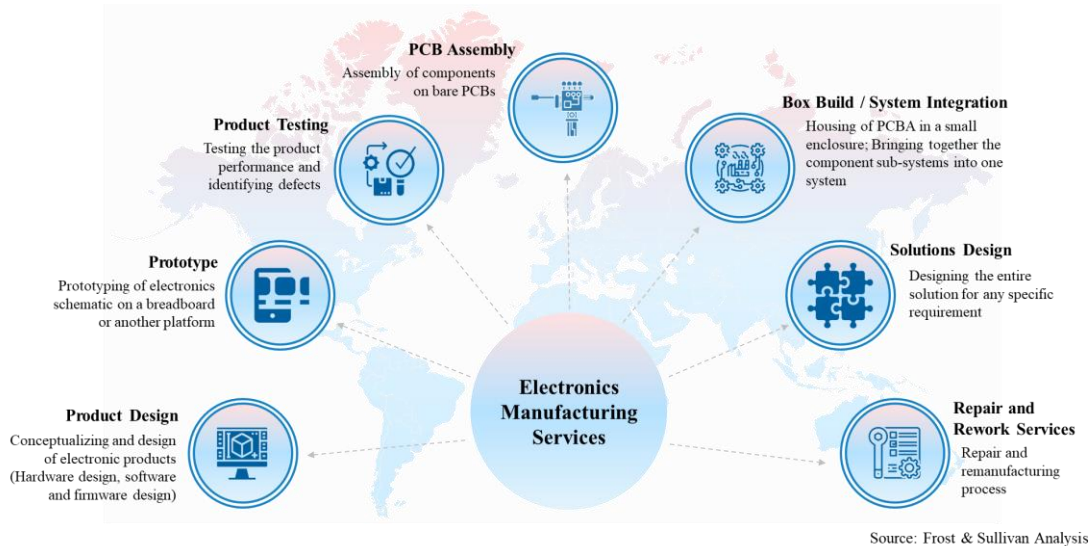 PCB Assembly
Assembly of components
on bare PCBs
Product Testing
Testing the product
performance and
identifying defects
Prototype
Prototyping of electronics
schematic on a breadboard
or another platform
Product Design
Conceptualizing and design
of electronic products
(Hardware design, software
and firmware design)
Electronics
Manufacturing
Services
Box Build / System Integration
Housing of PCBA in a small
enclosure; Bringing together the
component sub-systems into one
system
Solutions Design
Designing the entire
solution for any specific
requirement
Repair and
Rework Services
Repair and
remanufacturing
process
Source: Frost & Sullivan Analysis